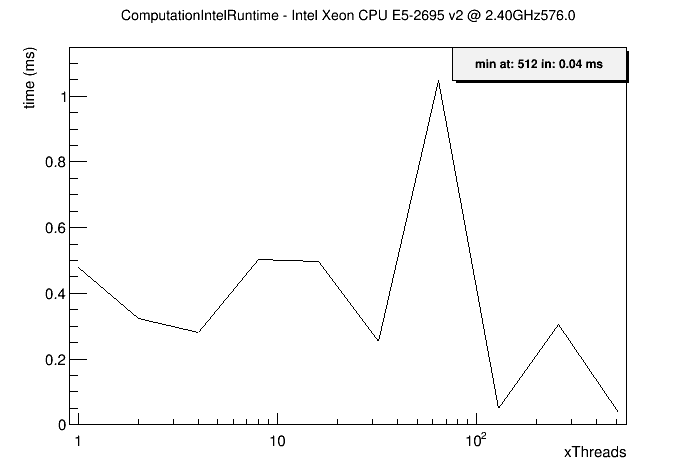 ComputationIntelRuntime - Intel Xeon CPU E5-2695 v2 @ 2.40GHz576.0
time (ms)
min at: 512 in: 0.04 ms
1
0.8
0.6
0.4
0.2
0
1 10 10²
xThreads